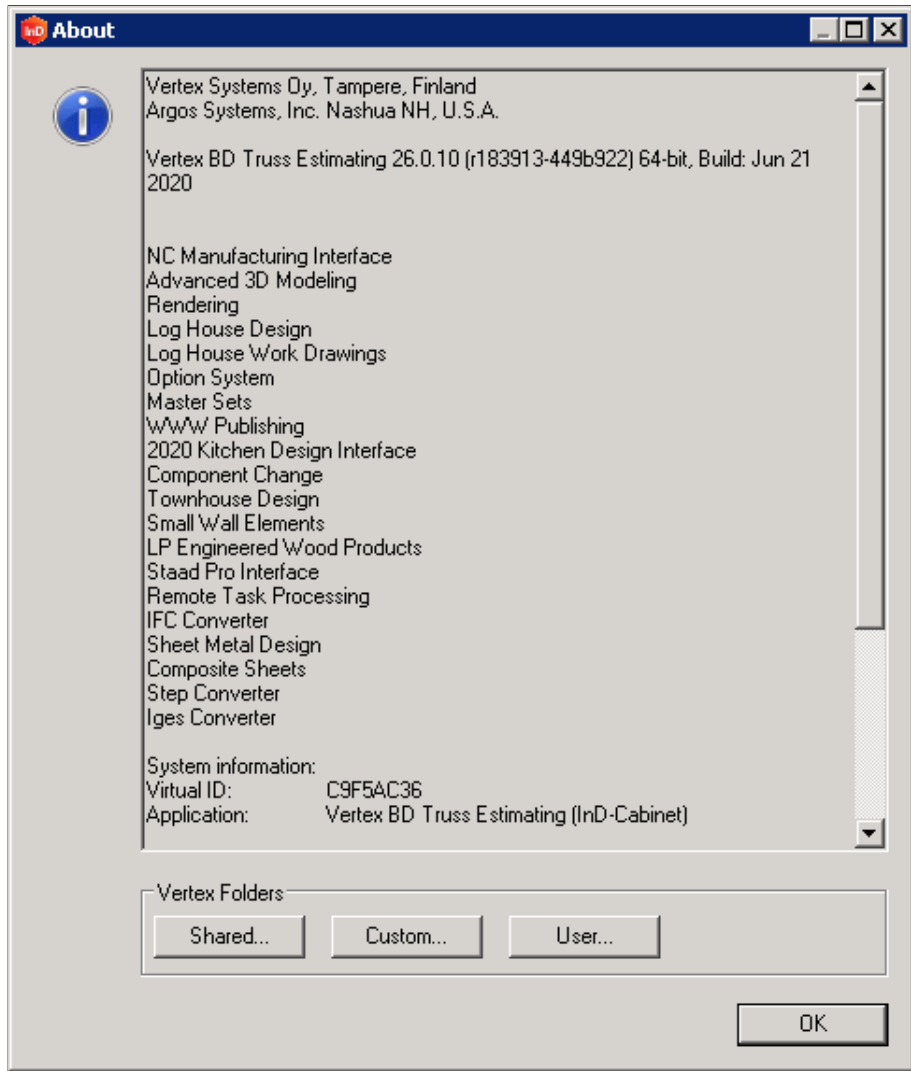 InD About
Vertex Systems Oy, Tampere, Finland
Argos Systems, Inc. Nashua NH, U.S.A.
Vertex BD Truss Estimating 26.0.10 (r183913-449b922) 64-bit, Build: Jun 21
2020
NC Manufacturing Interface
Advanced 3D Modeling
Rendering
Log House Design
Log House Work Drawings
Option System
Master Sets
WWW Publishing
2020 Kitchen Design Interface
Component Change
Townhouse Design
Small Wall Elements
LP Engineered Wood Products
Staad Pro Interface
Remote Task Processing
IFC Converter
Sheet Metal Design
Composite Sheets
Step Converter
Iges Converter
System information:
Virtual ID: C9F5AC36
Application: Vertex BD Truss Estimating (InD-Cabinet)
Vertex Folders
Shared... Custom... User...
OK